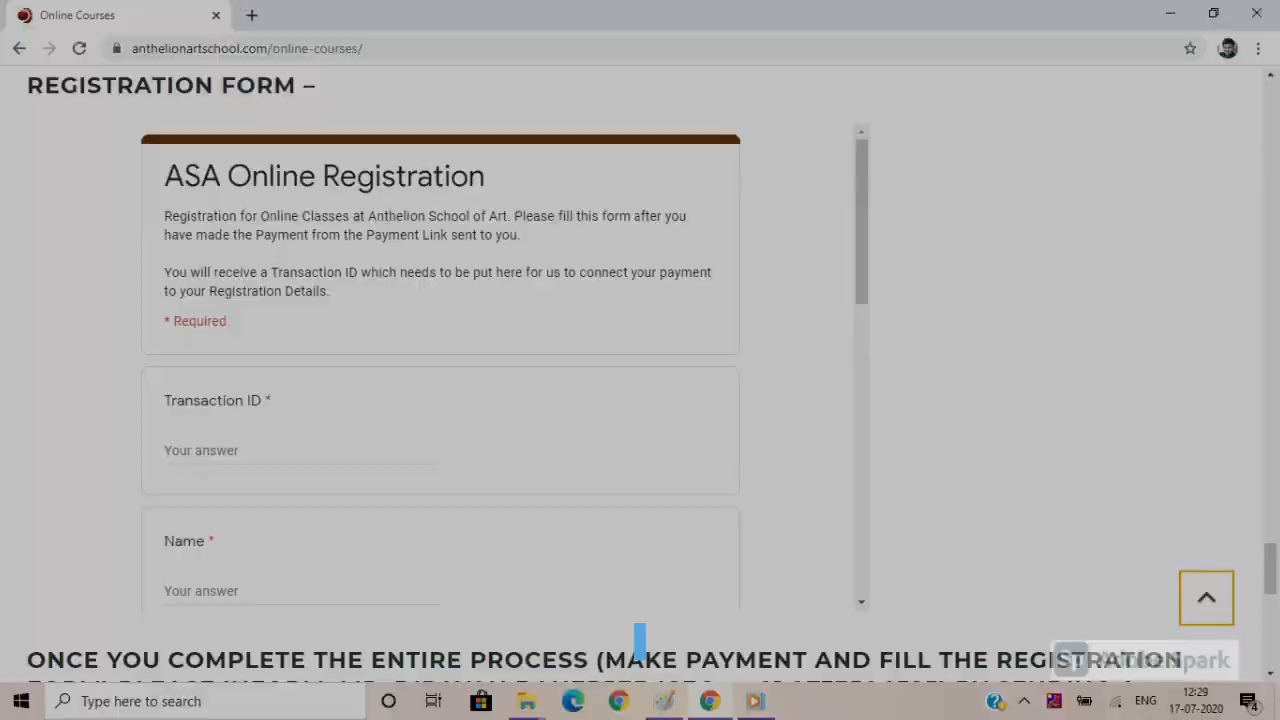 Online Courses
anthelionartschool.com/online-courses/
REGISTRATION FORM –
ASA Online Registration
Registration for Online Classes at Anthelion School of Art. Please fill this form after you
have made the Payment from the Payment Link sent to you.
You will receive a Transaction ID which needs to be put here for us to connect your payment
to your Registration Details.
* Required
Transaction ID *
Your answer
Name *
Your answer
ONCE YOU COMPLETE THE ENTIRE PROCESS (MAKE PAYMENT AND FILL THE REGISTRATION
Adobe Spark
Type here to search
ENG
12:29
17-07-2020
4